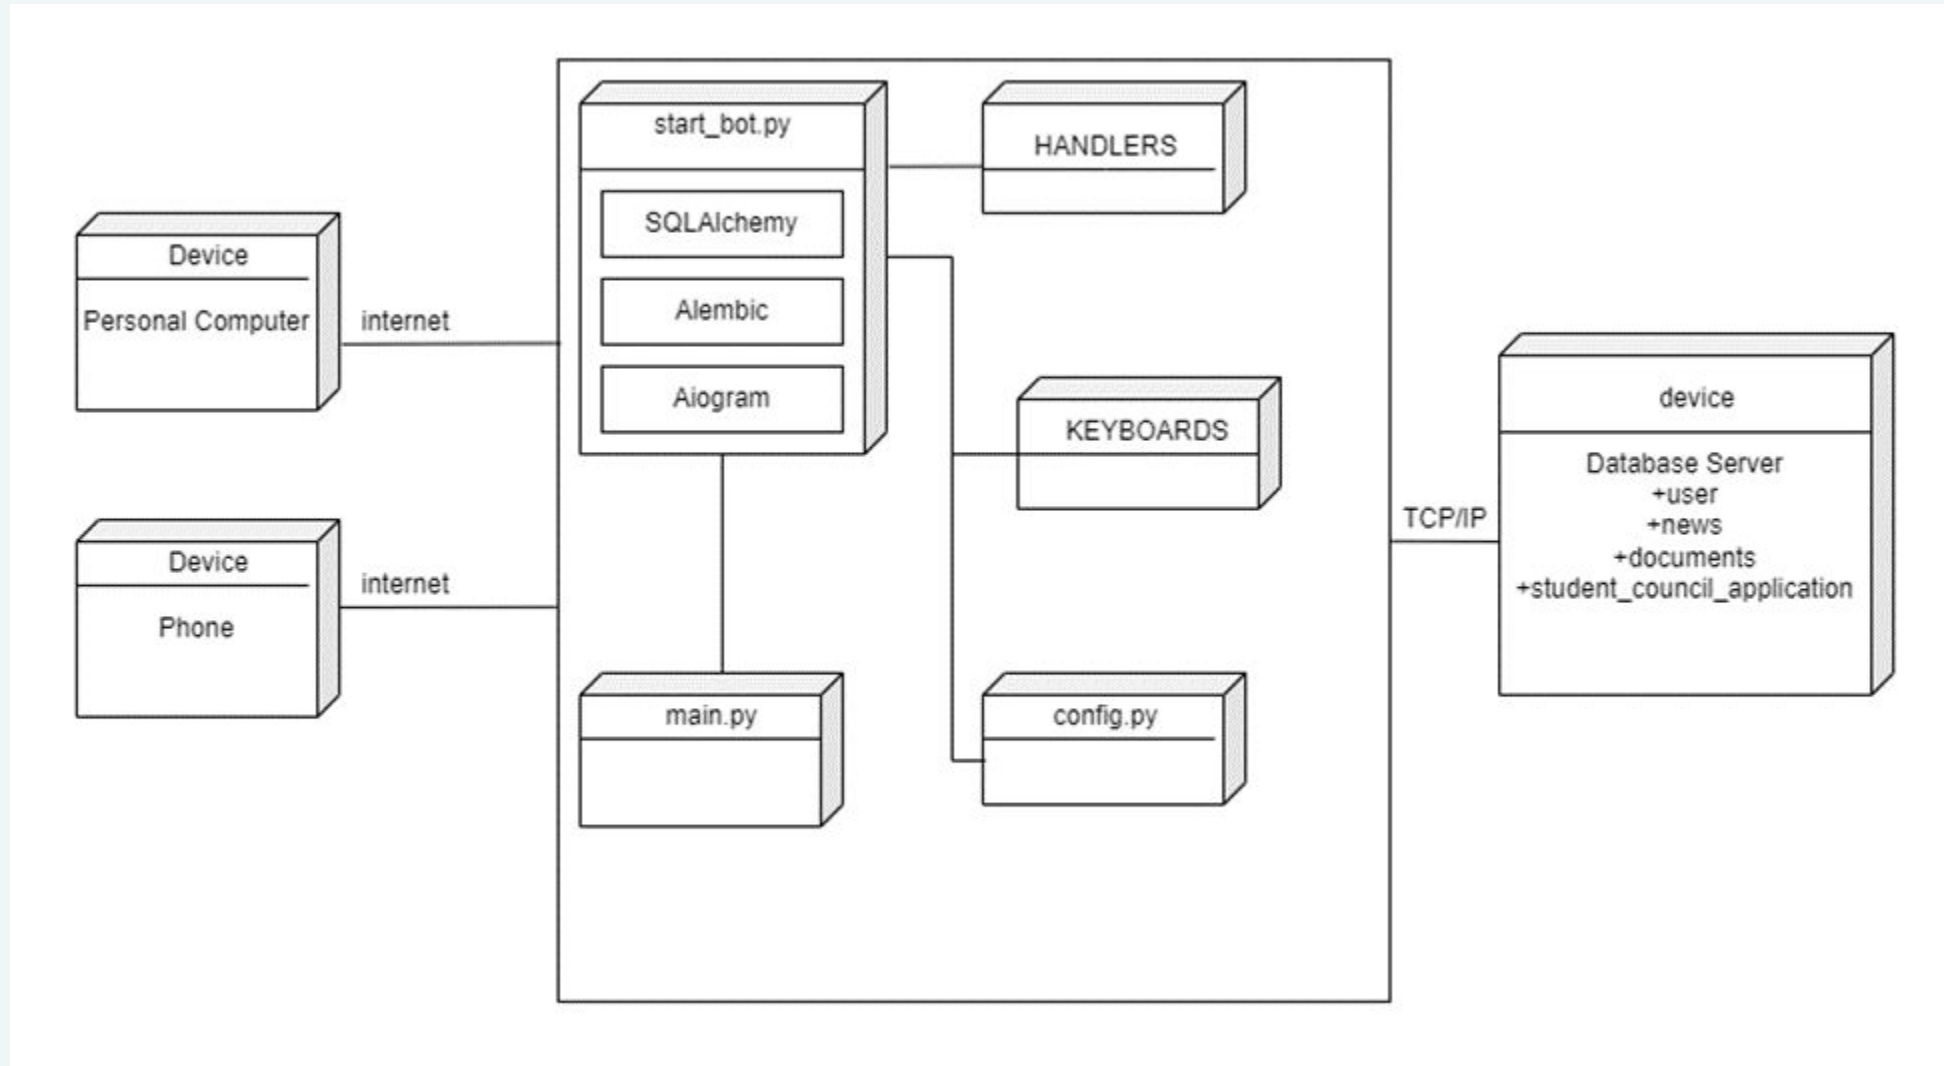 Device
Personal Computer
internet
Device
Phone
internet
start_bot.py
SQLAlchemy
Alembic
Aiogram
main.py
HANDLERS
KEYBOARDS
config.py
TCP/IP
device
Database Server
+user
+news
+documents
+student_council_application